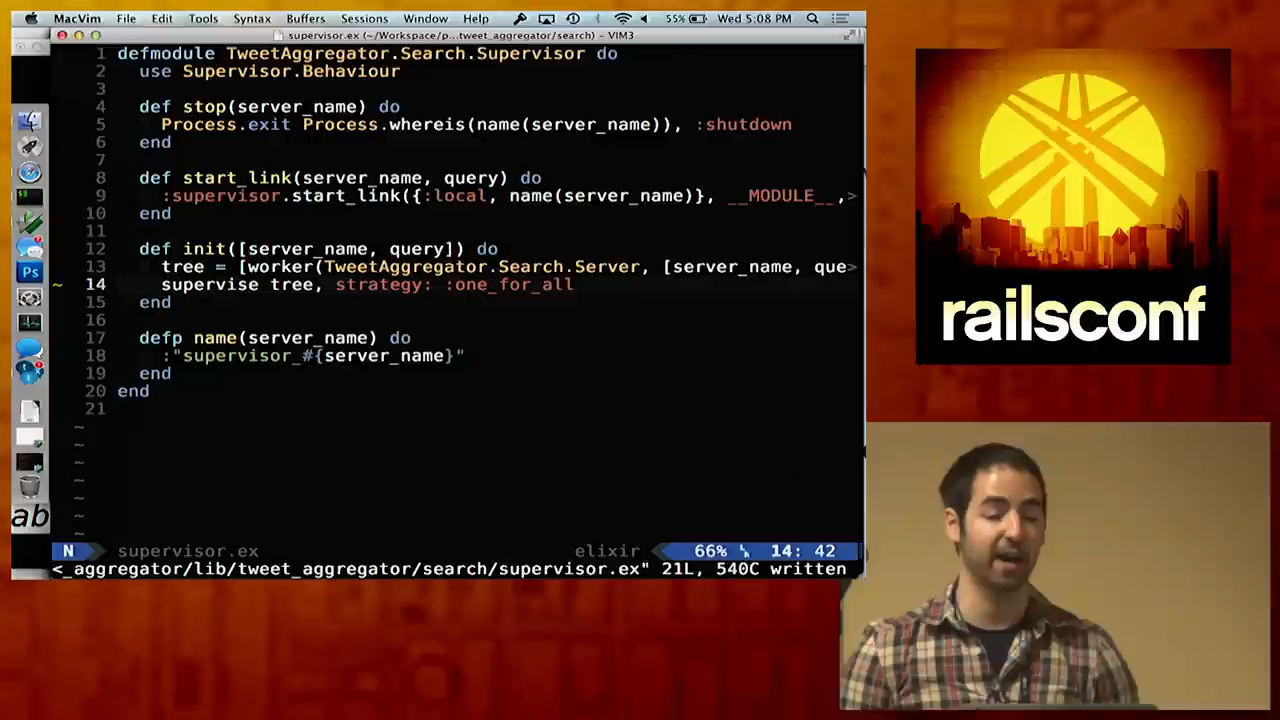 MacVim File Edit Tools Syntax Buffers Sessions Window Help 55% Wed 5:08 PM
supervisor.ex (~/Workspace/p...tweet_aggregator/search) – VIM3
1 defmodule TweetAggregator.Search.Supervisor do
2 use Supervisor.Behaviour
3
4 def stop(server_name) do
5 Process.exit Process.whereis(name(server_name)), :shutdown
6 end
7
8 def start_link(server_name, query) do
9 :supervisor.start_link({:local, name(server_name)}, __MODULE__,>
10 end
11
12 def init([server_name, query]) do
13 tree = [worker(TweetAggregator.Search.Server, [server_name, que>
~ 14 supervise tree, strategy: :one_for_all
15 end
16
17 defp name(server_name) do
18 :"supervisor_#{server_name}"
19 end
20 end
21
~
~
~
~
~
~
~
N supervisor.ex elixir 66% 14: 42
<_aggregator/lib/tweet_aggregator/search/supervisor.ex" 21L, 540C written
Ps
ab
railsconf